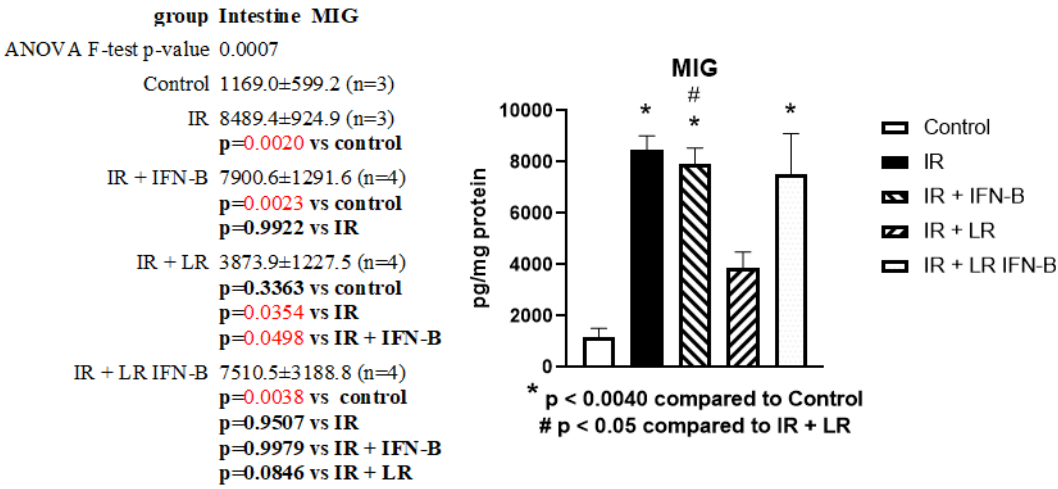 group Intestine MIG
ANOVA F-test p-value 0.0007
Control 1169.0±599.2 (n=3)
IR 8489.4±924.9 (n=3)
p=0.0020 vs control
IR + IFN-B 7900.6±1291.6 (n=4)
p=0.0023 vs control
p=0.9922 vs IR
IR + LR 3873.9±1227.5 (n=4)
p=0.3363 vs control
p=0.0354 vs IR
p=0.0498 vs IR + IFN-B
IR + LR IFN-B 7510.5±3188.8 (n=4)
p=0.0038 vs control
p=0.9507 vs IR
p=0.9979 vs IR + IFN-B
p=0.0846 vs IR + LR
MIG
#
* * *
pg/mg protein
10000
8000
6000
4000
2000
0
Control
IR
IR + IFN-B
IR + LR
IR + LR IFN-B
* p < 0.0040 compared to Control
# p < 0.05 compared to IR + LR